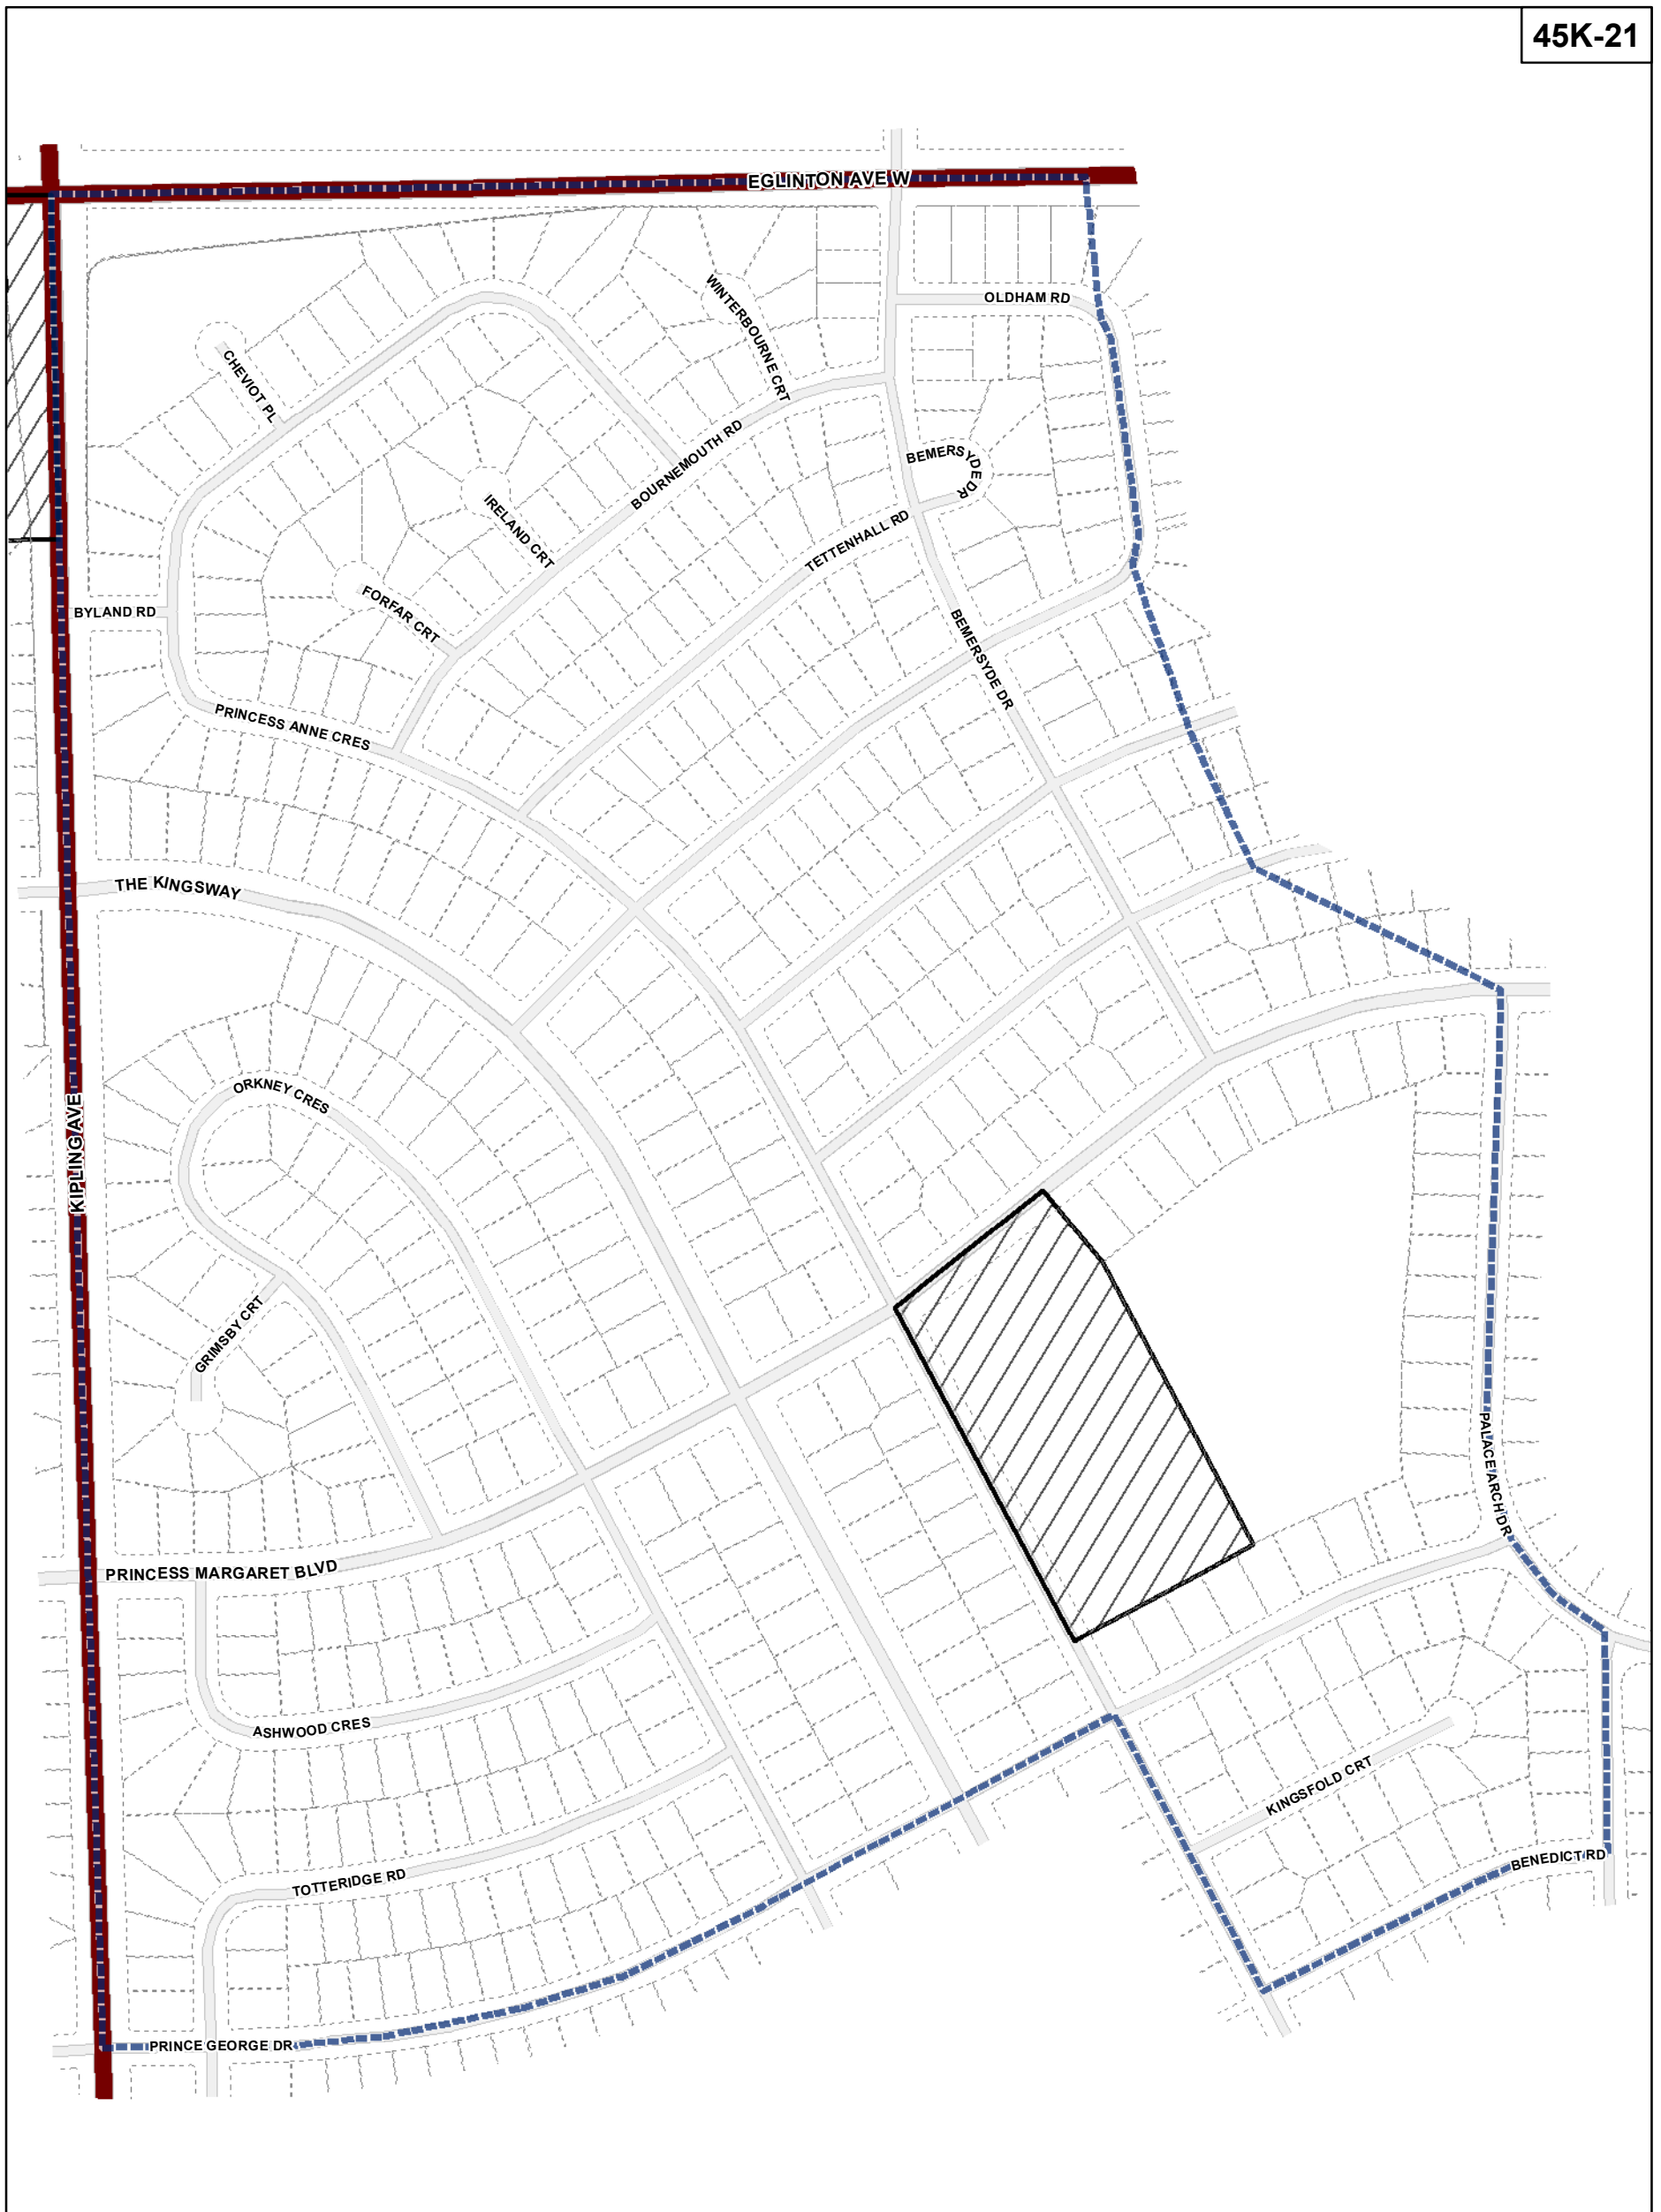 45K-21
EGLINTON AVE W
OLDHAM RD
WINTERBOURNE CRT
CHEVIOT PL
BOURNEMOUTH RD
BEMERSYDE DR
IRELAND CRT
TETTENHALL RD
FORFAR CRT
BYLAND RD
BEMERSYDE DR
PRINCESS ANNE CRES
THE KINGSWAY
ORKNEY CRES
KIPLING AVE
GRIMSBY CRT
PALACE ARCH DR
PRINCESS MARGARET BLVD
ASHWOOD CRES
KINGSFOLD CRT
BENEDICT RD
TOTTERIDGE RD
PRINCE GEORGE DR